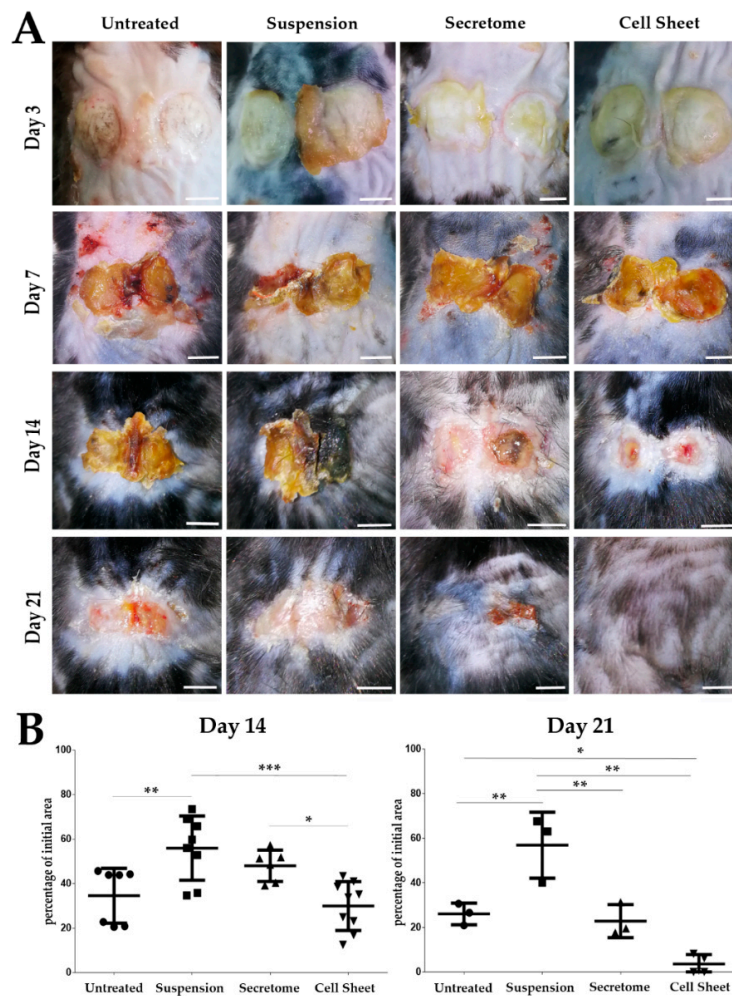 A
Untreated Suspension Secretome Cell Sheet
Day 3
Day 7
Day 14
Day 21
B
Day 14 Day 21
percentage of initial area
100
80
60
40
20
0
** *** *
Untreated Suspension Secretome Cell Sheet
percentage of initial area
100
80
60
40
20
0
*
**
** **
Untreated Suspension Secretome Cell Sheet